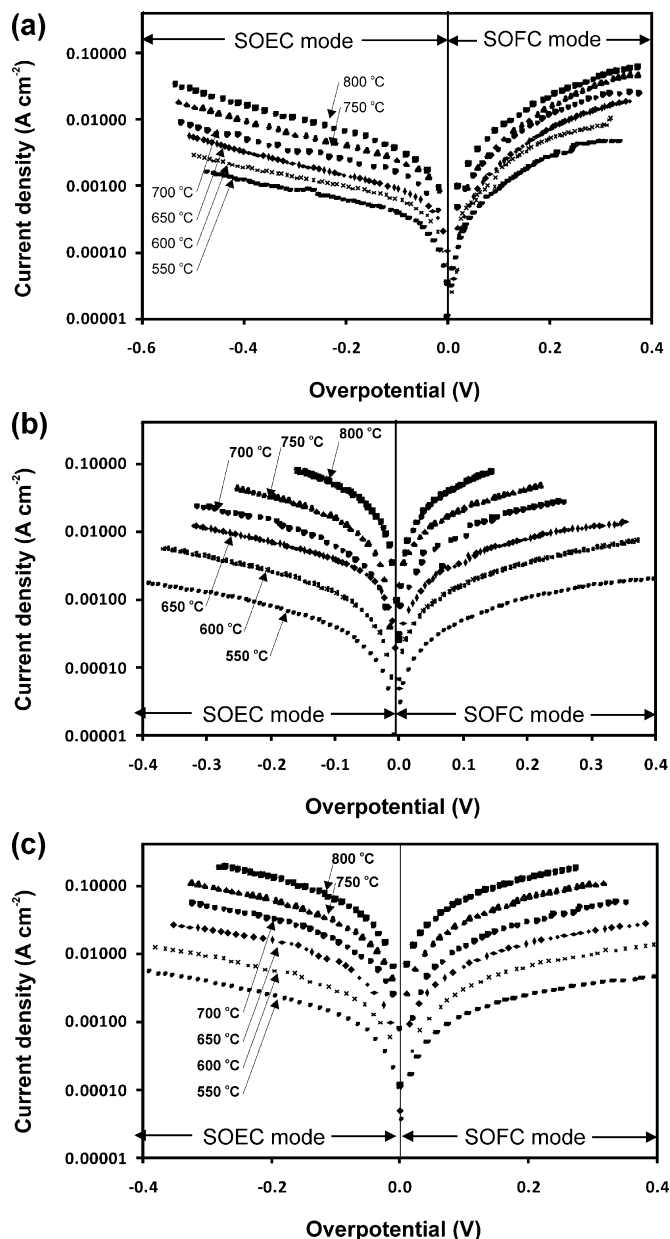 (a)
SOEC mode
SOFC mode
0.10000
0.01000
0.00100
0.00010
0.00001
Current density (A cm⁻²)
800 °C
750 °C
700 °C
650 °C
600 °C
550 °C
-0.6
-0.4
-0.2
0.0
0.2
0.4
Overpotential (V)
(b)
0.10000
0.01000
0.00100
0.00010
0.00001
Current density (A cm⁻²)
700 °C
750 °C
800 °C
650 °C
600 °C
550 °C
SOEC mode
SOFC mode
-0.4
-0.3
-0.2
-0.1
0.0
0.1
0.2
0.3
0.4
Overpotential (V)
(c)
0.10000
0.01000
0.00100
0.00010
0.00001
Current density (A cm⁻²)
800 °C
750 °C
700 °C
650 °C
600 °C
550 °C
SOEC mode
SOFC mode
-0.4
-0.2
0.0
0.2
0.4
Overpotential (V)